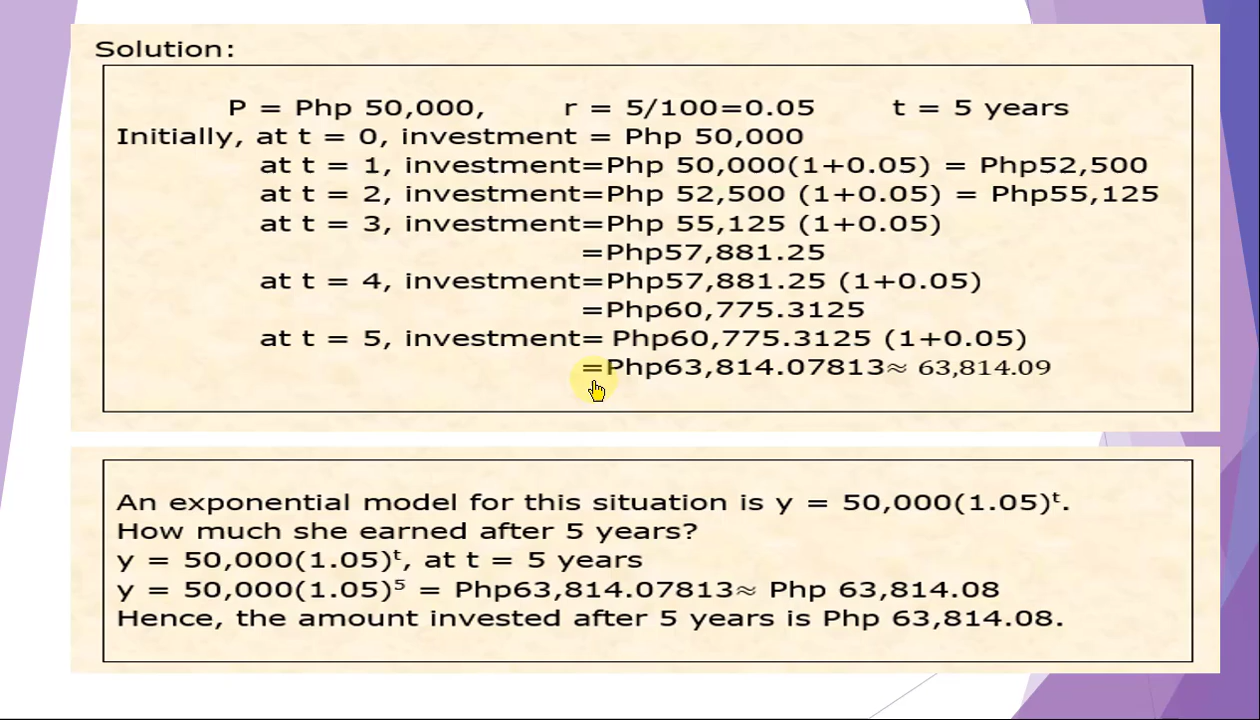 Solution:
P = Php 50,000, r = 5/100=0.05 t = 5 years
Initially, at t = 0, investment = Php 50,000
at t = 1, investment=Php 50,000(1+0.05) = Php52,500
at t = 2, investment=Php 52,500 (1+0.05) = Php55,125
at t = 3, investment=Php 55,125 (1+0.05)
=Php57,881.25
at t = 4, investment=Php57,881.25 (1+0.05)
=Php60,775.3125
at t = 5, investment= Php60,775.3125 (1+0.05)
=Php63,814.07813≈ 63,814.09
An exponential model for this situation is y = 50,000(1.05)ᵗ.
How much she earned after 5 years?
y = 50,000(1.05)ᵗ, at t = 5 years
y = 50,000(1.05)⁵ = Php63,814.07813≈ Php 63,814.08
Hence, the amount invested after 5 years is Php 63,814.08.